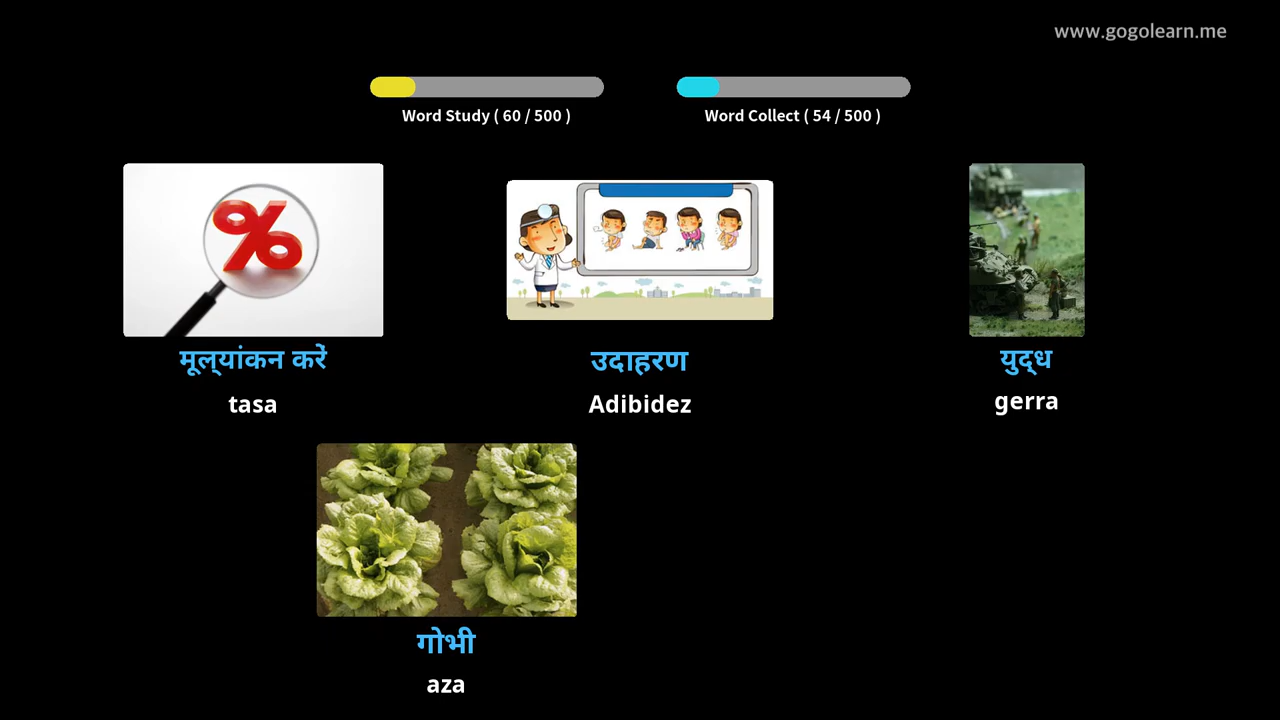 www.gogolearn.me
Word Study ( 60 / 500 )
Word Collect ( 54 / 500 )
मूल्यांकन करें
tasa
उदाहरण
Adibidez
युद्ध
gerra
गोभी
aza